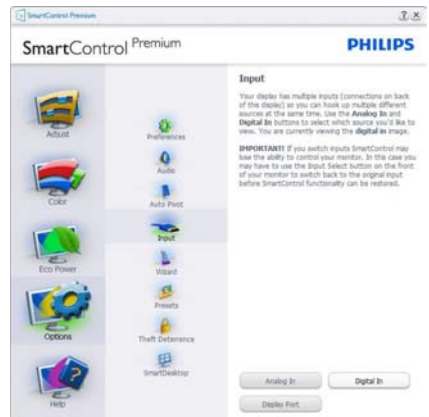 SmartControl Premium
? x
SmartControl Premium
PHILIPS
Adjust
Color
Eco Power
Options
Help
Preferences
Audio
Auto Pivot
Input
Wizard
Presets
Theft Deterrence
SmartDesktop
Input
Your display has multiple inputs (connections on back
of the display) so you can hook up multiple different
sources at the same time. Use the Analog In and
Digital In buttons to select which source you'd like to
view. You are currently viewing the digital in image.
IMPORTANT! If you switch inputs SmartControl may
lose the ability to control your monitor. In the case you
may have to use the Input Select button on the front
of your monitor to switch back to the original input
before SmartControl functionality can be restored.
Analog In
Digital In
Display Port